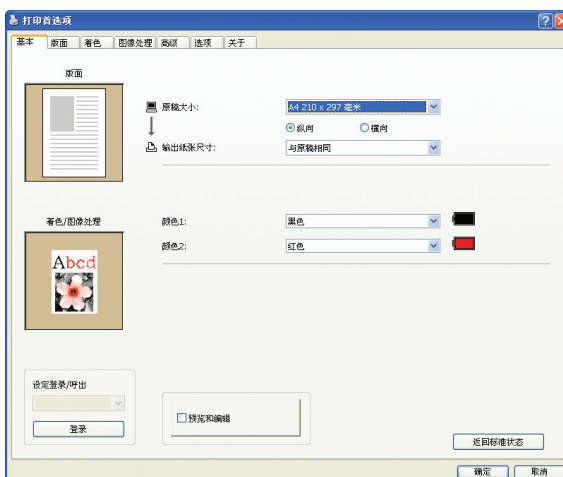 打印首选项
基本 版面 着色 图像处理 高级 选项 关于
版面
原稿大小: A4 210 x 297 毫米
纵向 横向
输出纸张尺寸: 与原稿相同
着色/图像处理
颜色1: 黑色
颜色2: 红色
Abcd
设定登录/呼出
登录
预览和编辑
返回标准状态
确定 取消